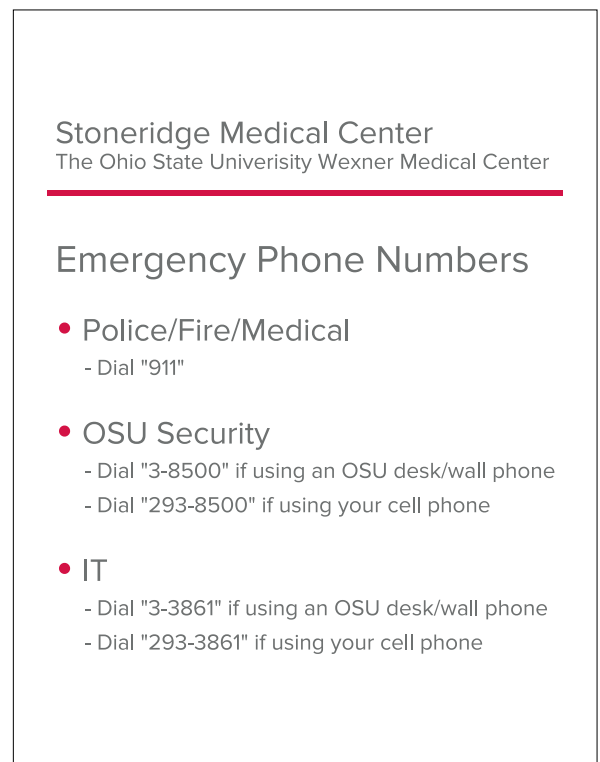 Stoneridge Medical Center
The Ohio State Univerisity Wexner Medical Center
Emergency Phone Numbers
• Police/Fire/Medical
- Dial "911"
• OSU Security
- Dial "3-8500" if using an OSU desk/wall phone
- Dial "293-8500" if using your cell phone
• IT
- Dial "3-3861" if using an OSU desk/wall phone
- Dial "293-3861" if using your cell phone